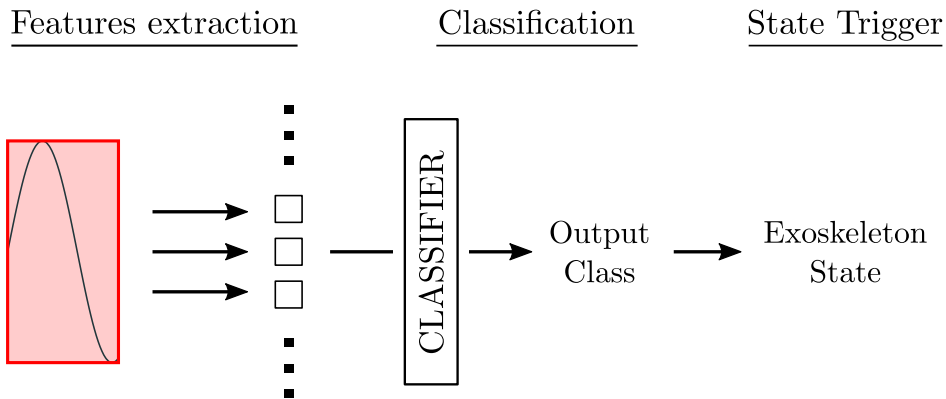 Features extraction
Classification
State Trigger
CLASSIFIER
Output
Class
Exoskeleton
State